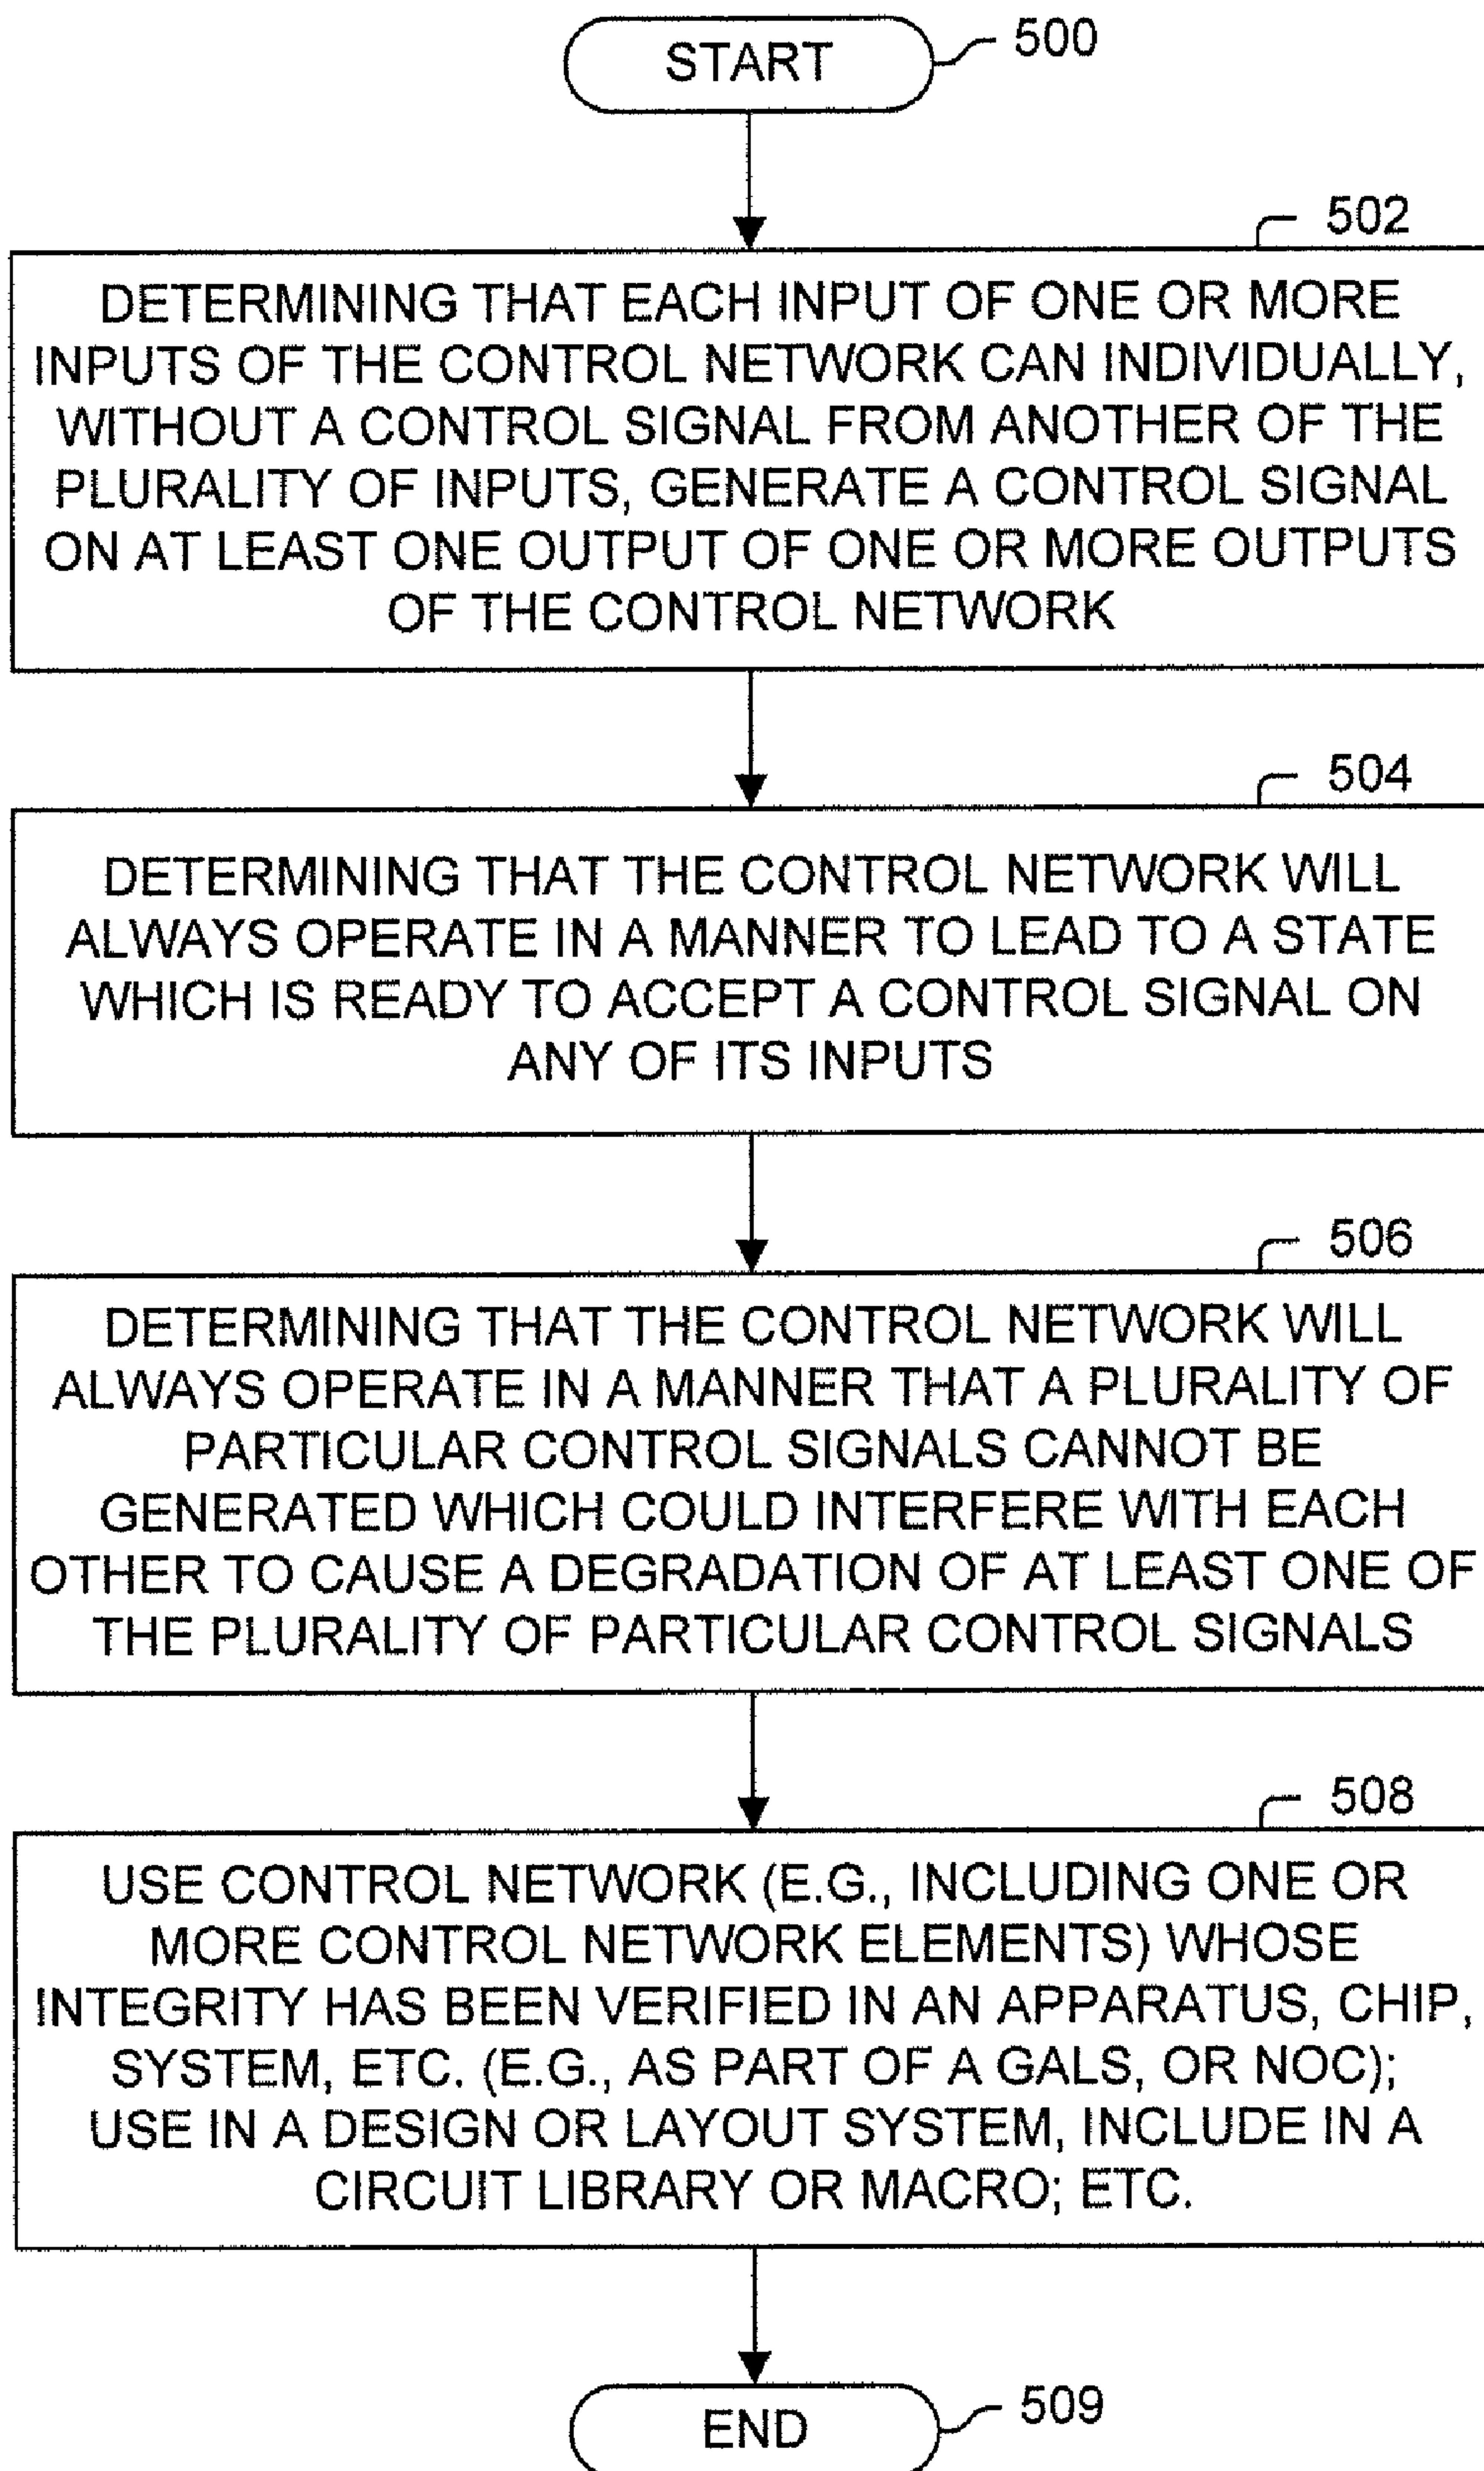 START
500
502
DETERMINING THAT EACH INPUT OF ONE OR MORE
INPUTS OF THE CONTROL NETWORK CAN INDIVIDUALLY,
WITHOUT A CONTROL SIGNAL FROM ANOTHER OF THE
PLURALITY OF INPUTS, GENERATE A CONTROL SIGNAL
ON AT LEAST ONE OUTPUT OF ONE OR MORE OUTPUTS
OF THE CONTROL NETWORK
504
DETERMINING THAT THE CONTROL NETWORK WILL
ALWAYS OPERATE IN A MANNER TO LEAD TO A STATE
WHICH IS READY TO ACCEPT A CONTROL SIGNAL ON
ANY OF ITS INPUTS
506
DETERMINING THAT THE CONTROL NETWORK WILL
ALWAYS OPERATE IN A MANNER THAT A PLURALITY OF
PARTICULAR CONTROL SIGNALS CANNOT BE
GENERATED WHICH COULD INTERFERE WITH EACH
OTHER TO CAUSE A DEGRADATION OF AT LEAST ONE OF
THE PLURALITY OF PARTICULAR CONTROL SIGNALS
508
USE CONTROL NETWORK (E.G., INCLUDING ONE OR
MORE CONTROL NETWORK ELEMENTS) WHOSE
INTEGRITY HAS BEEN VERIFIED IN AN APPARATUS, CHIP,
SYSTEM, ETC. (E.G., AS PART OF A GALS, OR NOC);
USE IN A DESIGN OR LAYOUT SYSTEM, INCLUDE IN A
CIRCUIT LIBRARY OR MACRO; ETC.
END
509